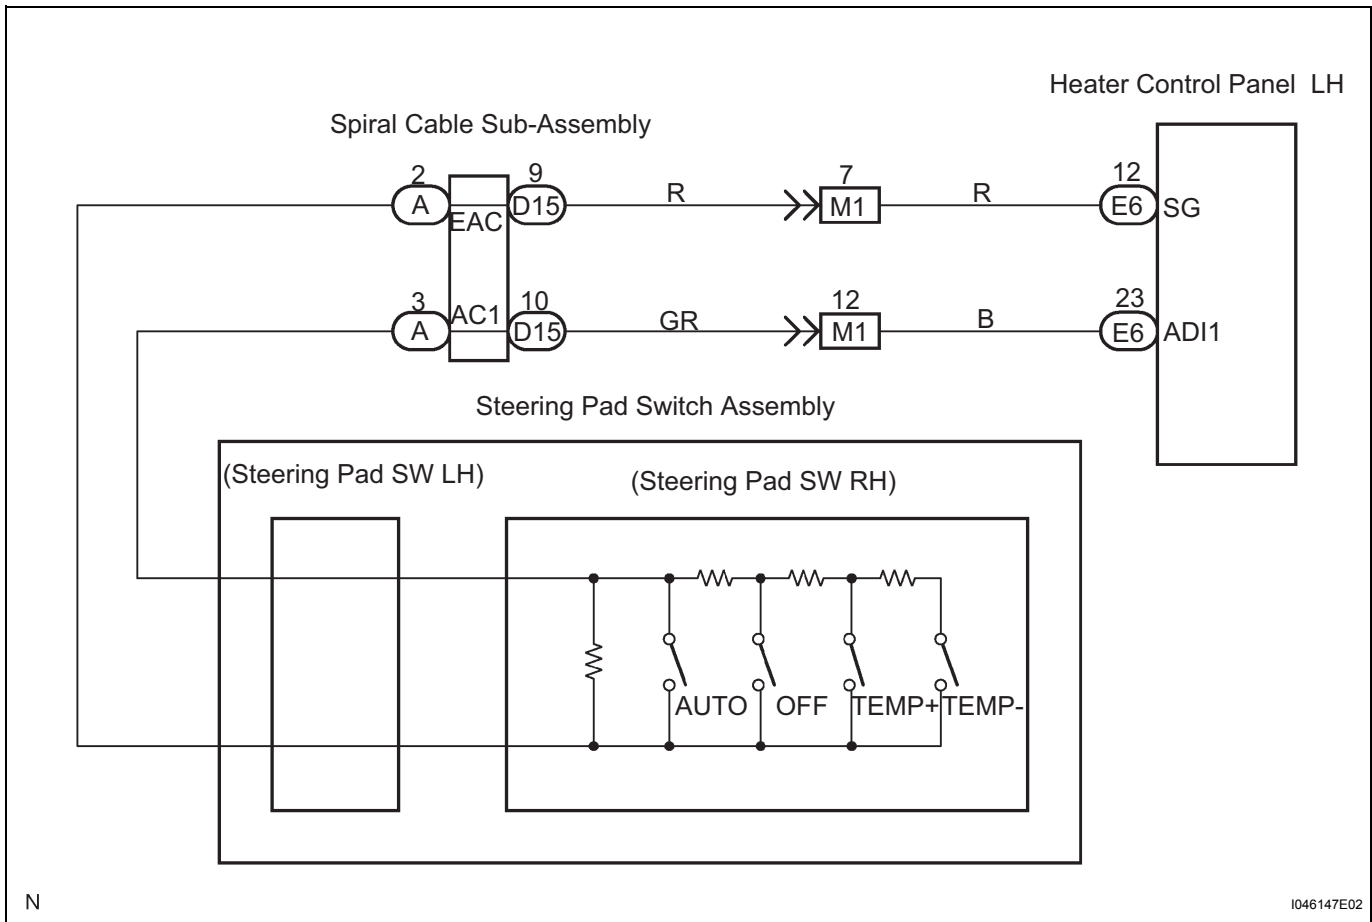 Heater Control Panel LH
Spiral Cable Sub-Assembly
2 9 7 12
A EAC D15 R M1 R E6 SG
3 10 12 23
A AC1 D15 GR M1 B E6 ADI1
Steering Pad Switch Assembly
(Steering Pad SW LH) (Steering Pad SW RH)
AUTO OFF TEMP+ TEMP-
N I046147E02